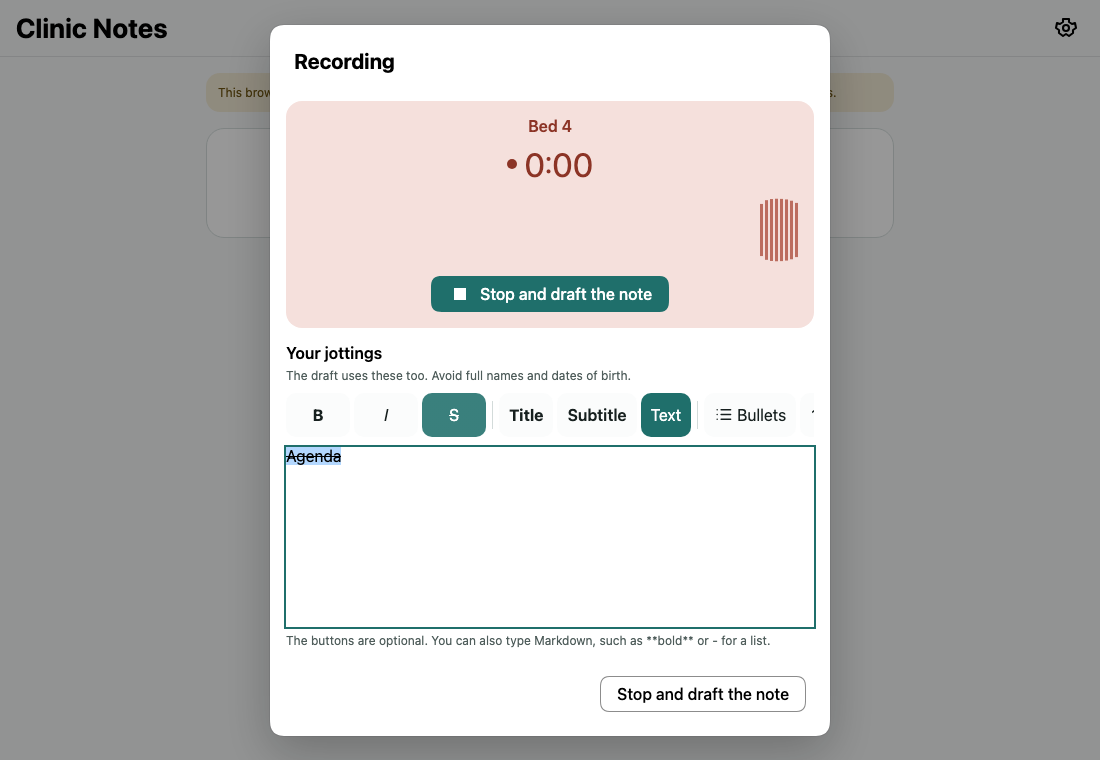 Clinic Notes
This brow
s.
Recording
Bed 4
0:00
Stop and draft the note
Your jottings
The draft uses these too. Avoid full names and dates of birth.
B I S Title Subtitle Text Bullets
Agenda
The buttons are optional. You can also type Markdown, such as **bold** or - for a list.
Stop and draft the note